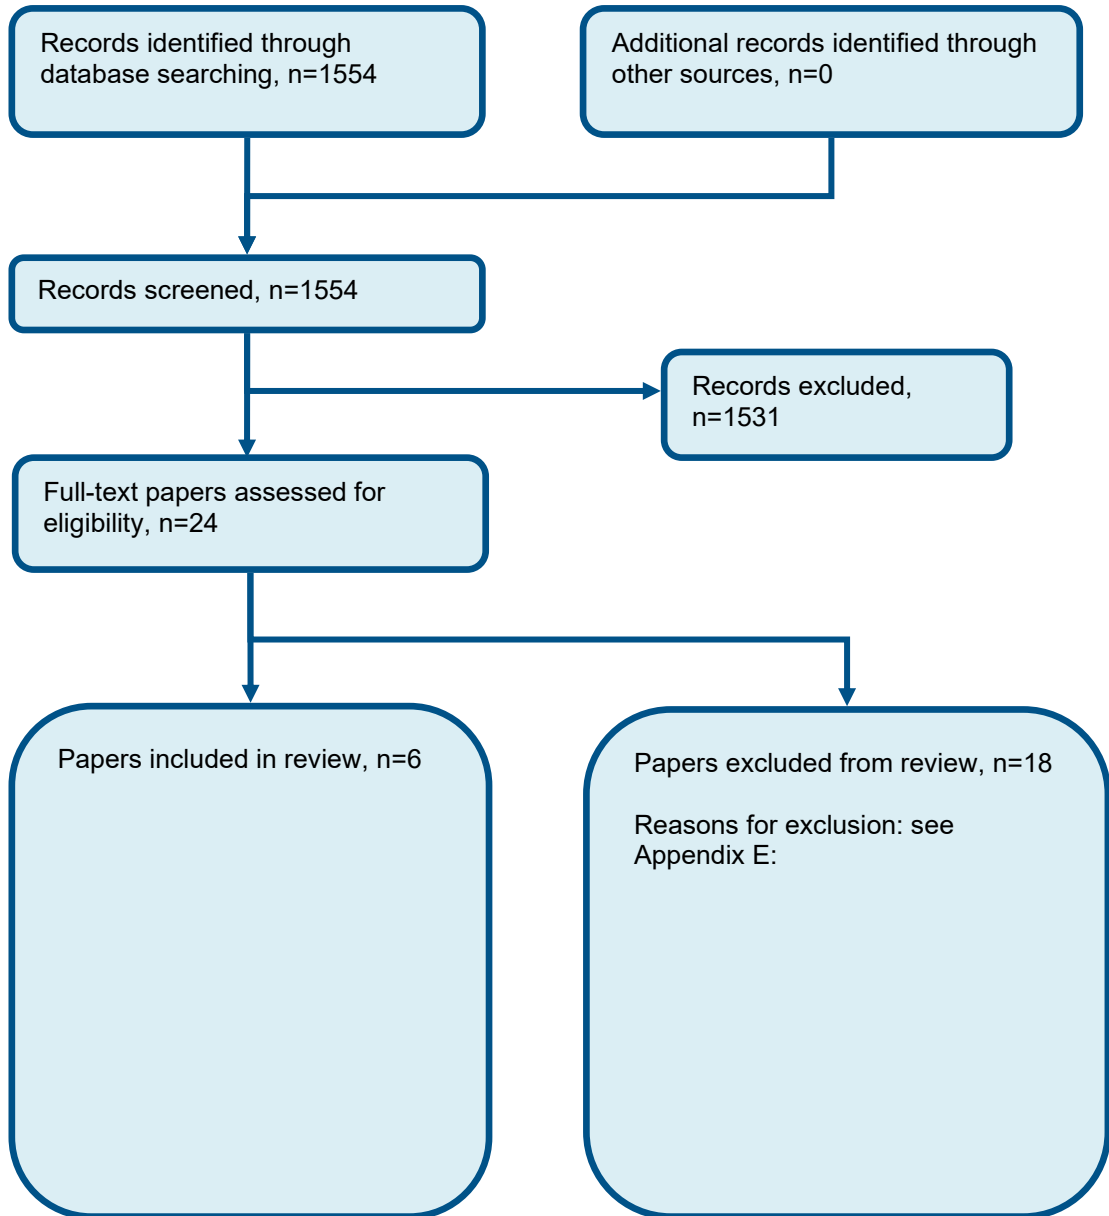 Records identified through
database searching, n=1554
Additional records identified through
other sources, n=0
Records screened, n=1554
Records excluded,
n=1531
Full-text papers assessed for
eligibility, n=24
Papers included in review, n=6
Papers excluded from review, n=18
Reasons for exclusion: see
Appendix E: